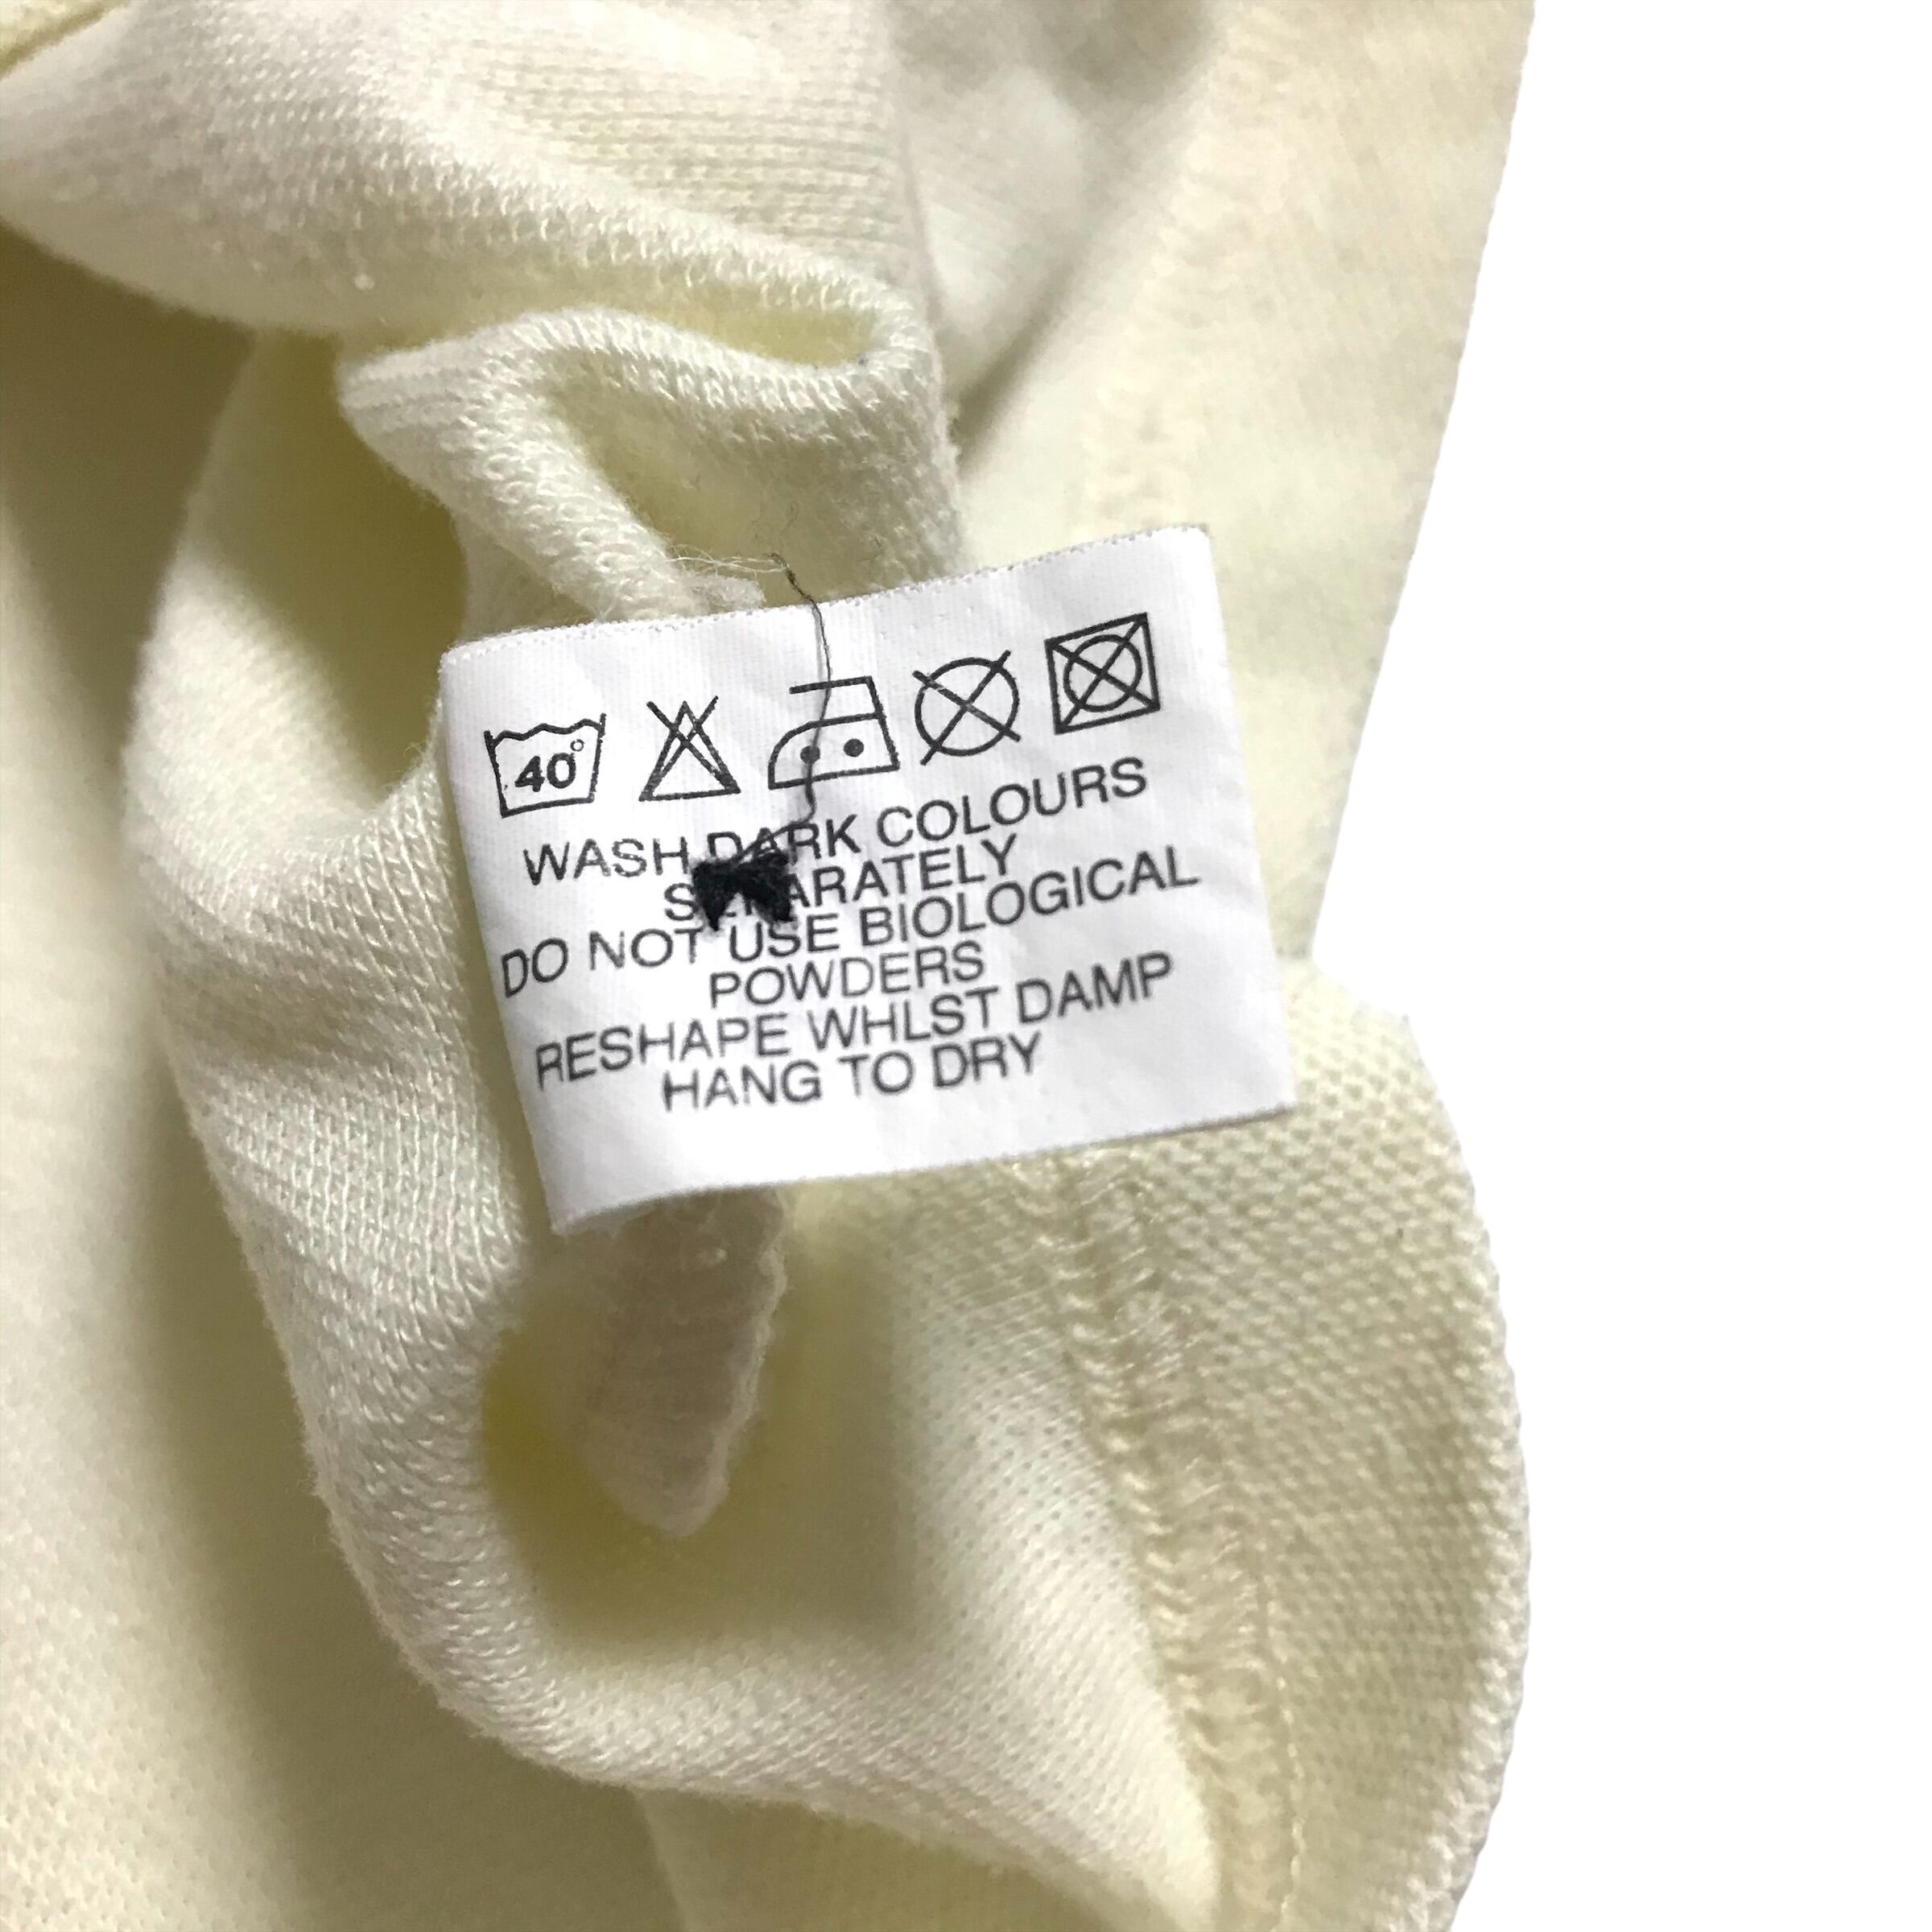 40°
WASH DARK COLOURS
SEPARATELY
DO NOT USE BIOLOGICAL
POWDERS
RESHAPE WHLST DAMP
HANG TO DRY